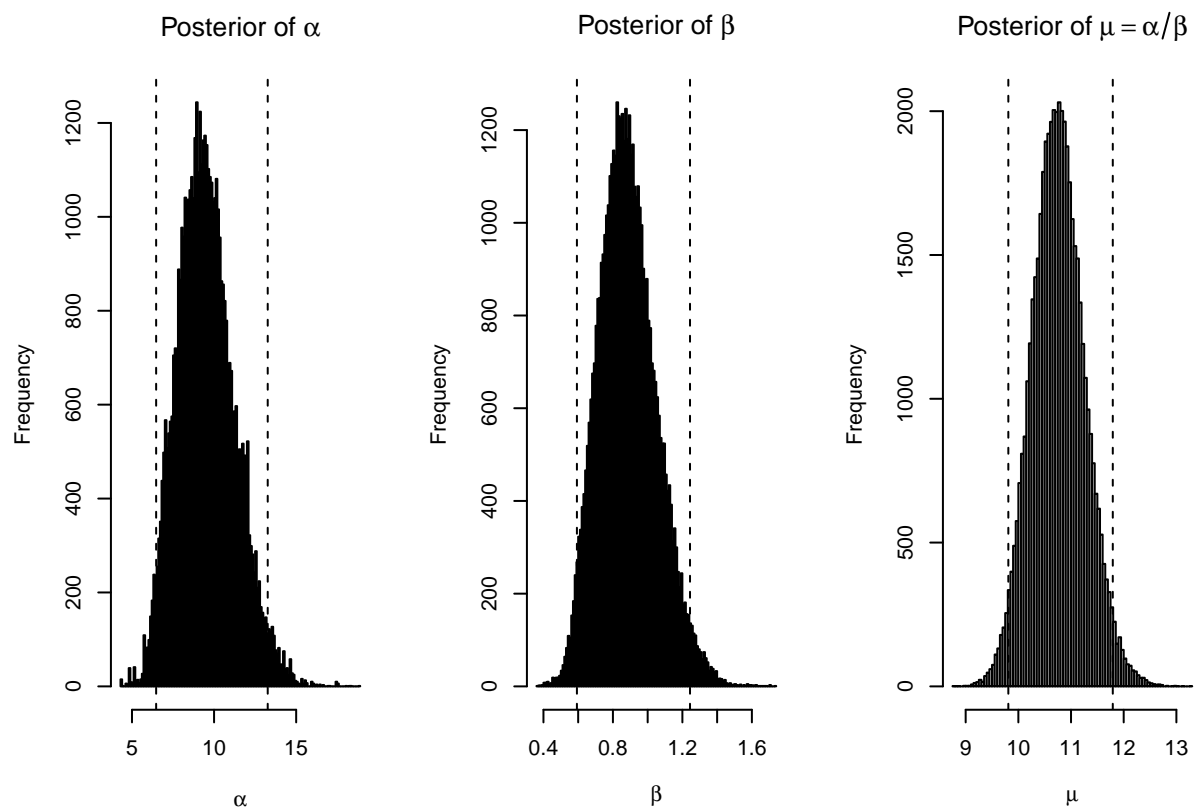 Posterior of α
Frequency
0 200 400 600 800 1000 1200
5 10 15
α
Posterior of β
Frequency
0 200 400 600 800 1000 1200
0.4 0.8 1.2 1.6
β
Posterior of μ = α/β
Frequency
0 500 1000 1500 2000
9 10 11 12 13
μ